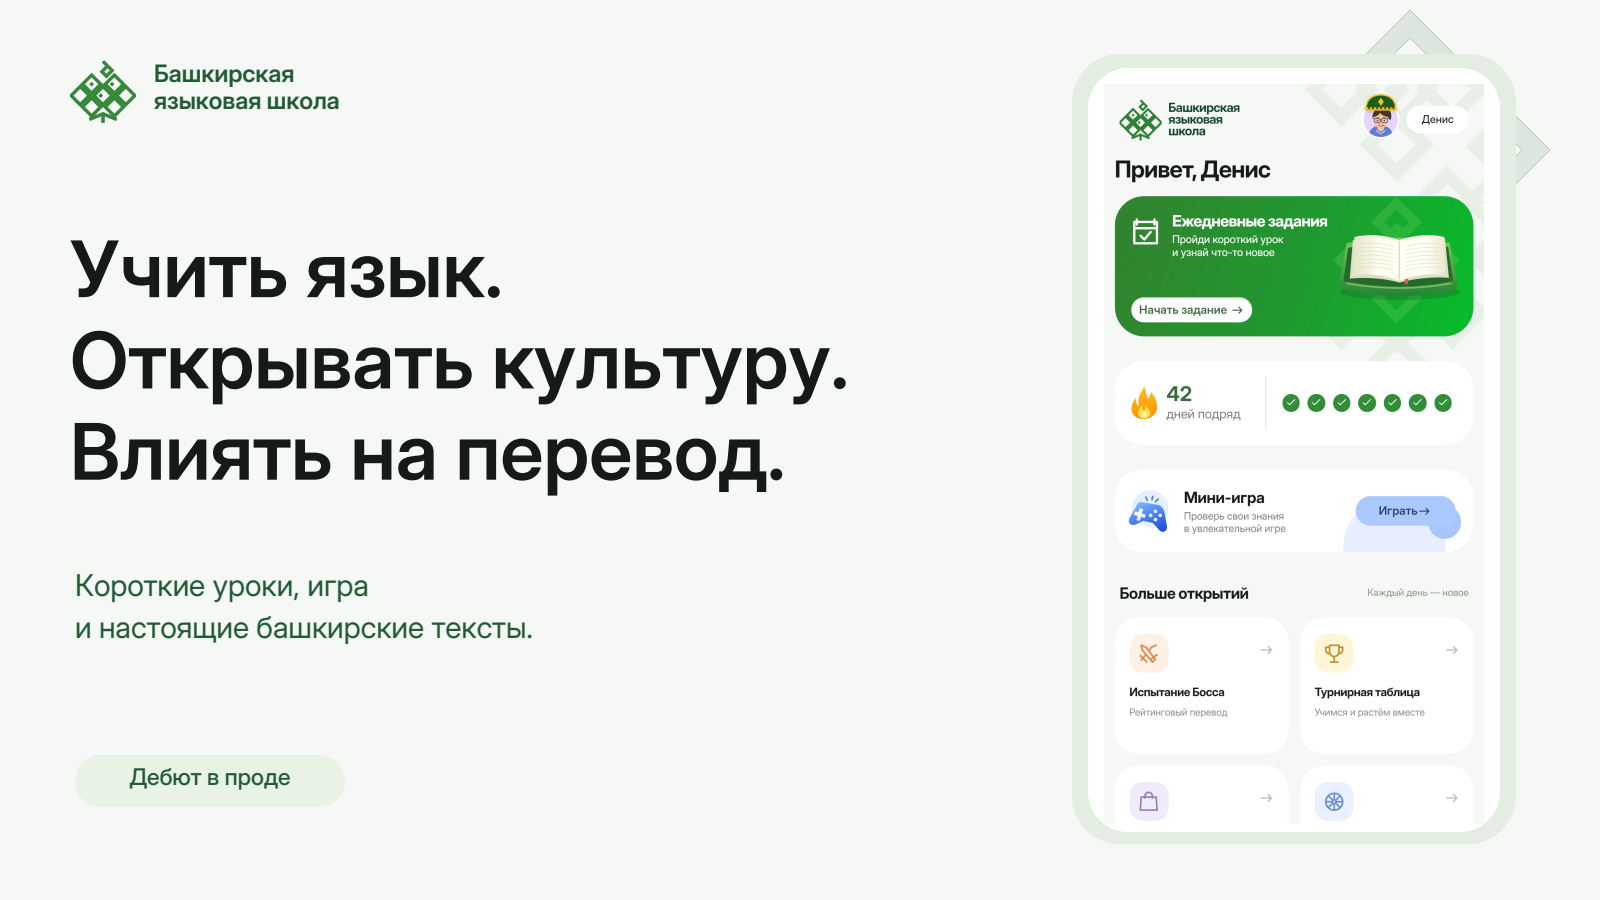 Башкирская
языковая школа
Учить язык.
Открывать культуру.
Влиять на перевод.
Короткие уроки, игра
и настоящие башкирские тексты.
Дебют в проде
Башкирская
языковая
школа
Денис
Привет, Денис
Ежедневные задания
Пройди короткий урок
и узнай что-то новое
Начать задание →
42
дней подряд
Мини-игра
Проверь свои знания
в увлекательной игре
Играть→
Больше открытий
Каждый день — новое
Испытание Босса
Рейтинговый перевод
Турнирная таблица
Учимся и растём вместе